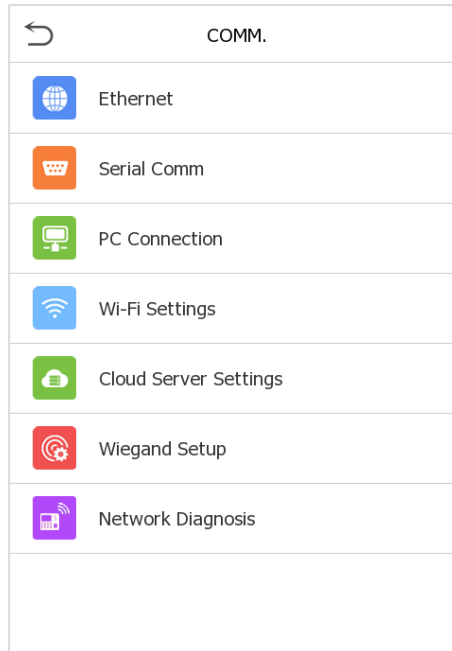 COMM.
Ethernet
Serial Comm
PC Connection
Wi-Fi Settings
Cloud Server Settings
Wiegand Setup
Network Diagnosis